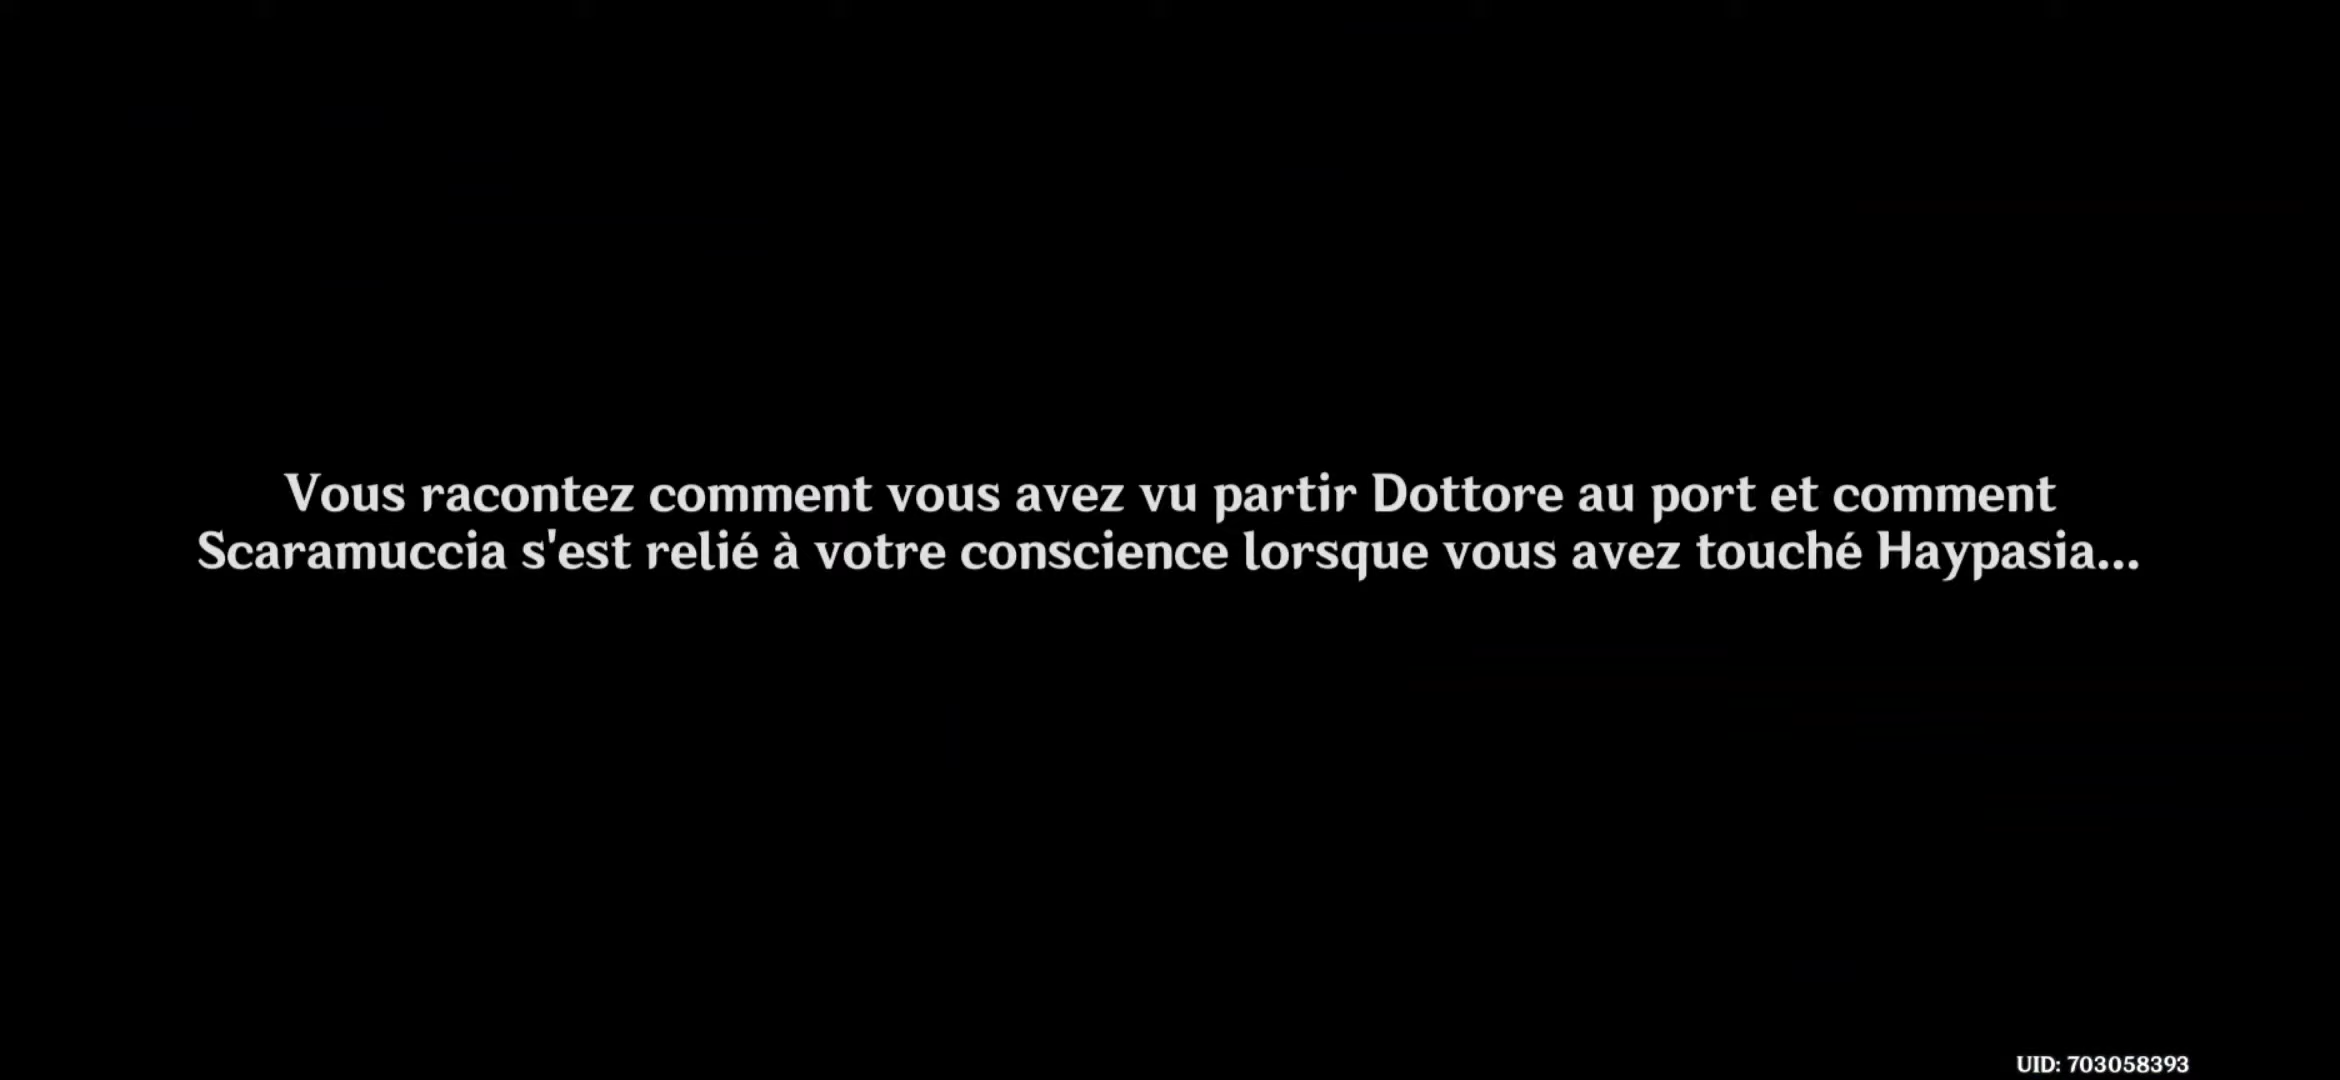 Vous racontez comment vous avez vu partir Dottore au port et comment
Scaramuccia s'est relié à votre conscience lorsque vous avez touché Haypasia...
UID: 703058393